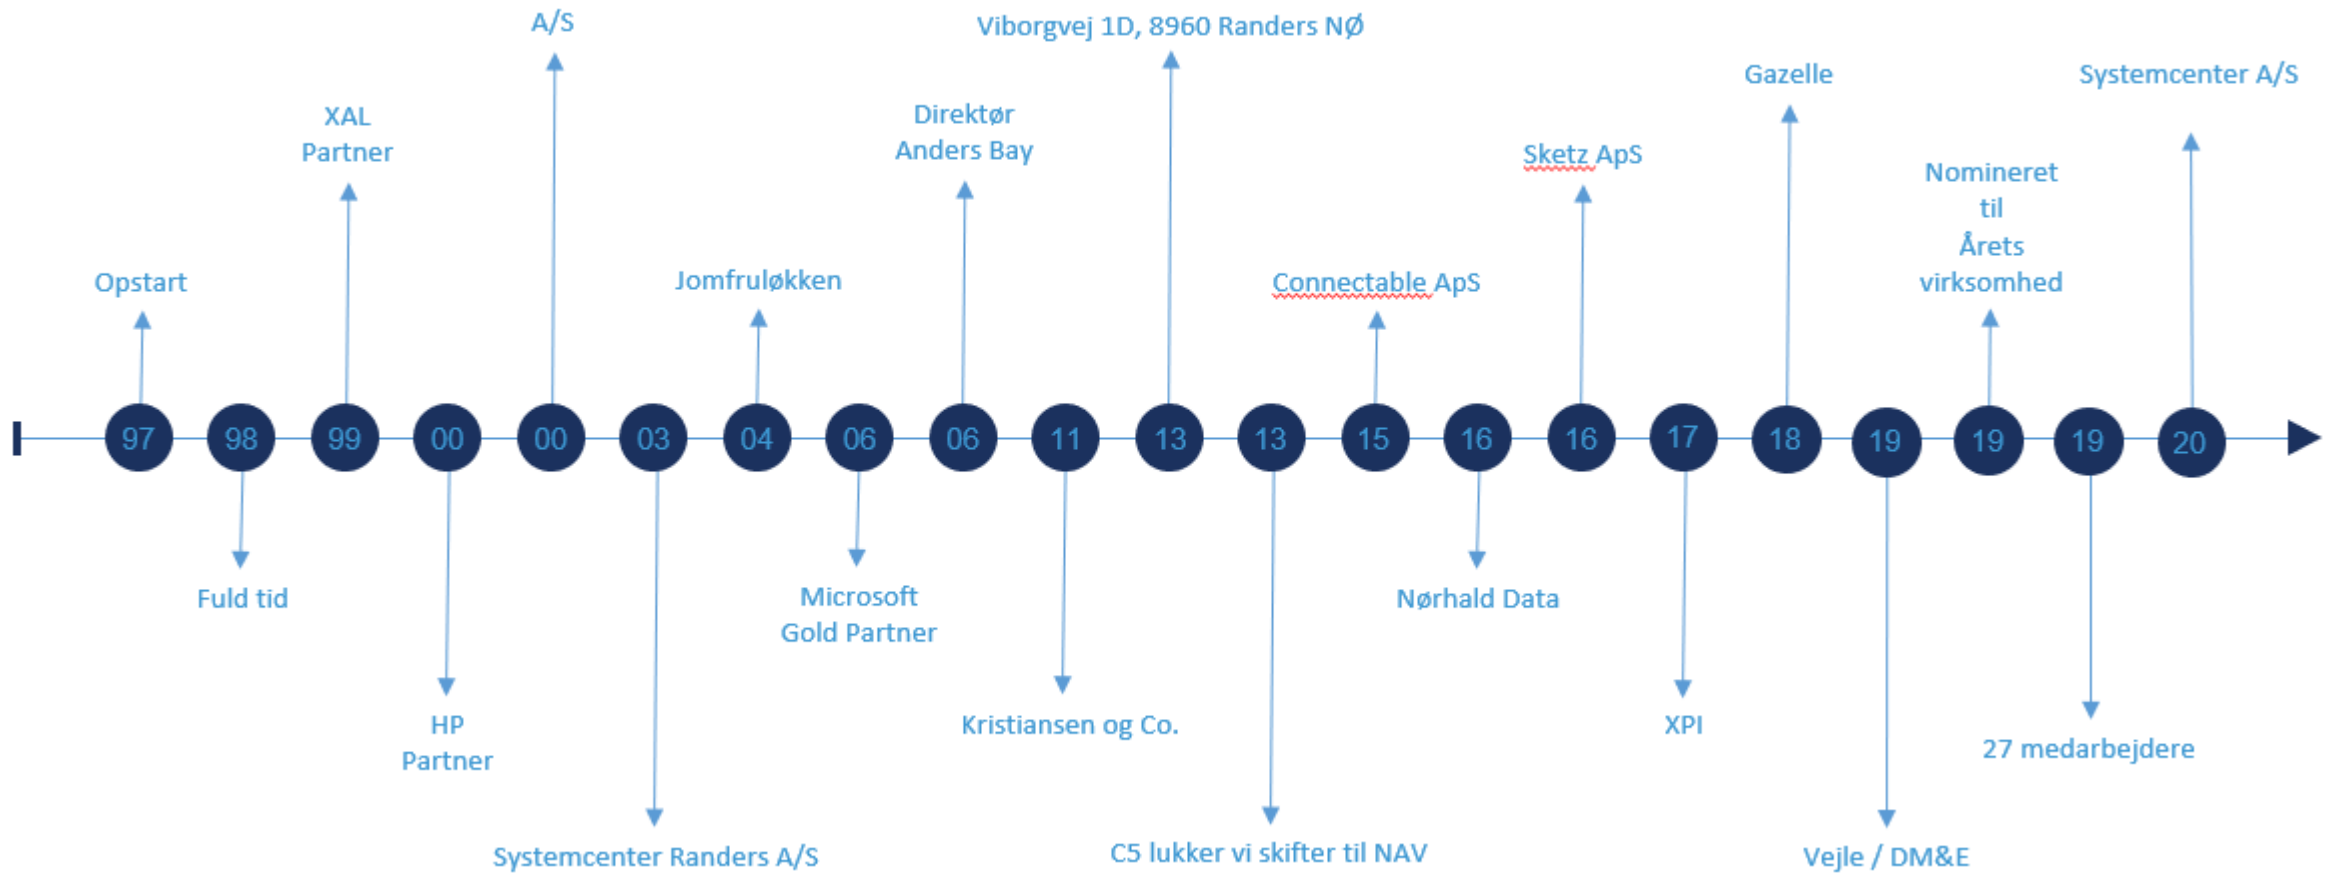 A/S
Viborgvej 1D, 8960 Randers NØ
Gazelle
Systemcenter A/S
XAL
Partner
Direktør
Anders Bay
Sketz ApS
Nomineret
til
Årets
virksomhed
Opstart
Jomfruløkken
Connectable ApS
97
98
99
00
00
03
04
06
06
11
13
13
15
16
16
17
18
19
19
19
20
Fuld tid
Microsoft
Gold Partner
Nørhald Data
HP
Partner
Kristiansen og Co.
XPI
27 medarbejdere
Systemcenter Randers A/S
C5 lukker vi skifter til NAV
Vejle / DM&E